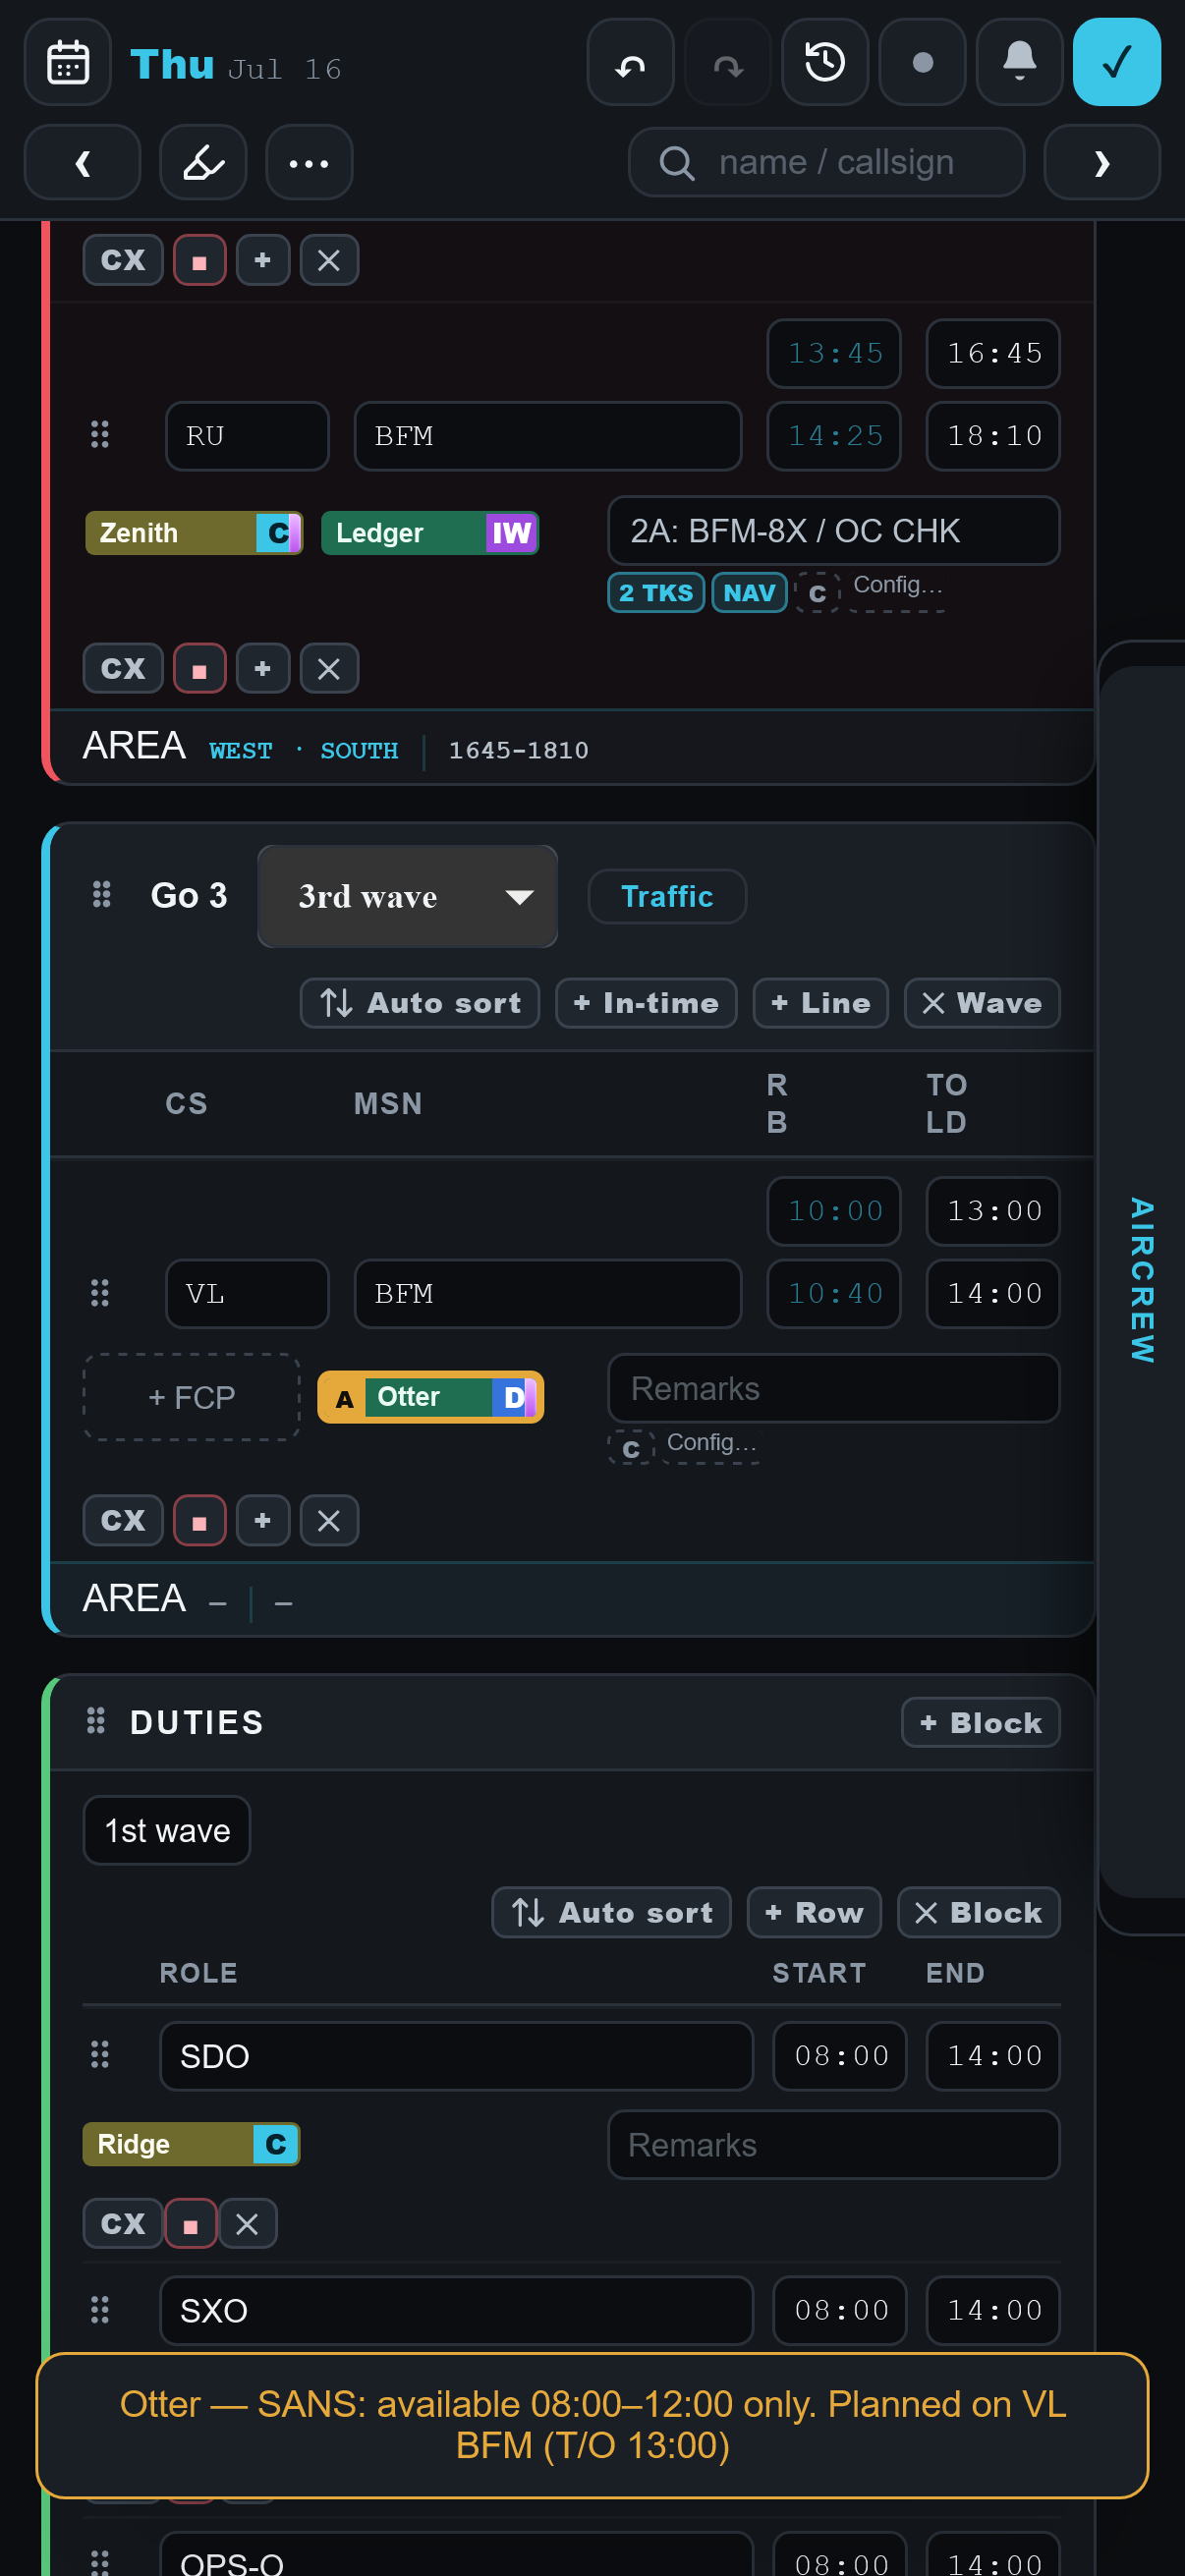 Thu Jul 16
name / callsign
CX ■ + ×
13:45 16:45
RU BFM 14:25 18:10
Zenith C Ledger IW 2A: BFM-8X / OC CHK
2 TKS NAV C Config…
CX ■ + ×
AREA WEST · SOUTH | 1645–1810
Go 3 3rd wave Traffic
Auto sort + In-time + Line × Wave
CS MSN R TO
B LD
10:00 13:00
VL BFM 10:40 14:00
+ FCP A Otter D Remarks
C Config…
CX ■ + ×
AREA – | –
AIRCREW
DUTIES + Block
1st wave
Auto sort + Row × Block
ROLE START END
SDO 08:00 14:00
Ridge C Remarks
CX ■ ×
SXO 08:00 14:00
Otter — SANS: available 08:00–12:00 only. Planned on VL
BFM (T/O 13:00)
OPS-O 08:00 14:00